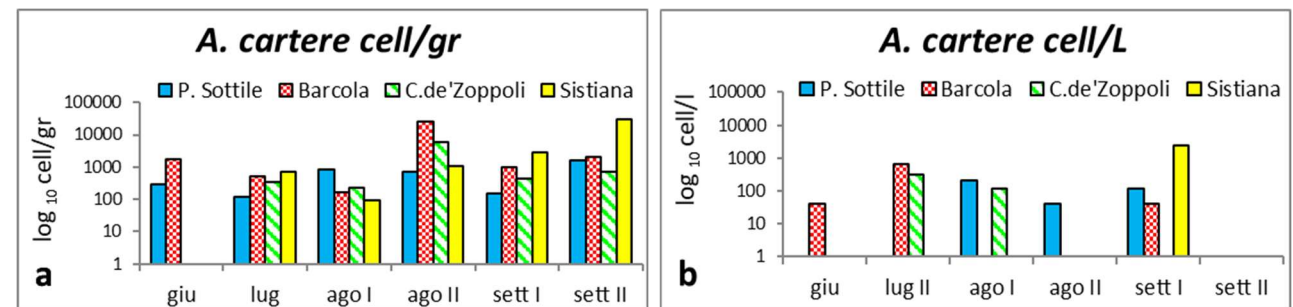 A. cartere cell/gr
P. Sottile Barcola C.de'Zoppoli Sistiana
100000
10000
1000
100
10
1
log 10 cell/gr
giu lug ago I ago II sett I sett II
a
A. cartere cell/L
P. Sottile Barcola C.de'Zoppoli Sistiana
100000
10000
1000
100
10
1
log 10 cell/l
giu lug II ago I ago II sett I sett II
b